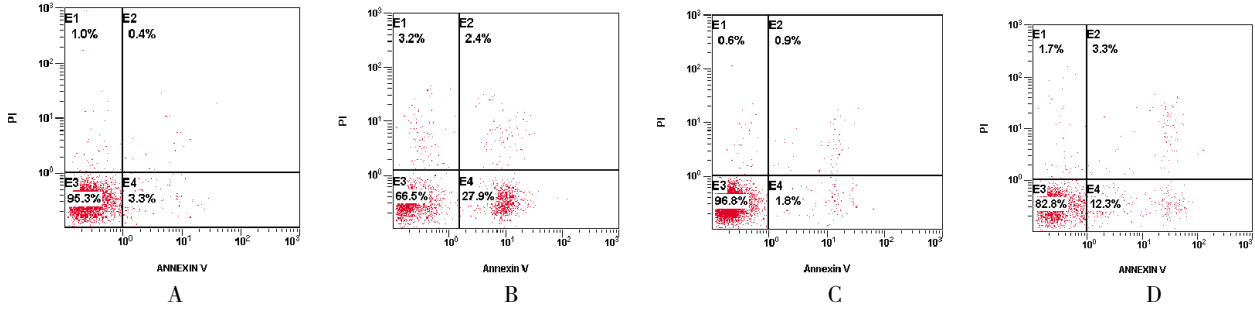 E1 E2
1.0% 0.4%
10³
10²
10¹
10⁰
PI
E3 E4
95.3% 3.3%
10⁰ 10¹ 10² 10³
ANNEXIN V
A
E1 E2
3.2% 2.4%
10³
10²
10¹
10⁰
PI
E3 E4
66.5% 27.9%
10⁰ 10¹ 10² 10³
Annexin V
B
E1 E2
0.6% 0.9%
10³
10²
10¹
10⁰
PI
E3 E4
96.8% 1.8%
10⁰ 10¹ 10² 10³
Annexin V
C
E1 E2
1.7% 3.3%
10³
10²
10¹
10⁰
PI
E3 E4
82.8% 12.3%
10⁰ 10¹ 10² 10³
ANNEXIN V
D